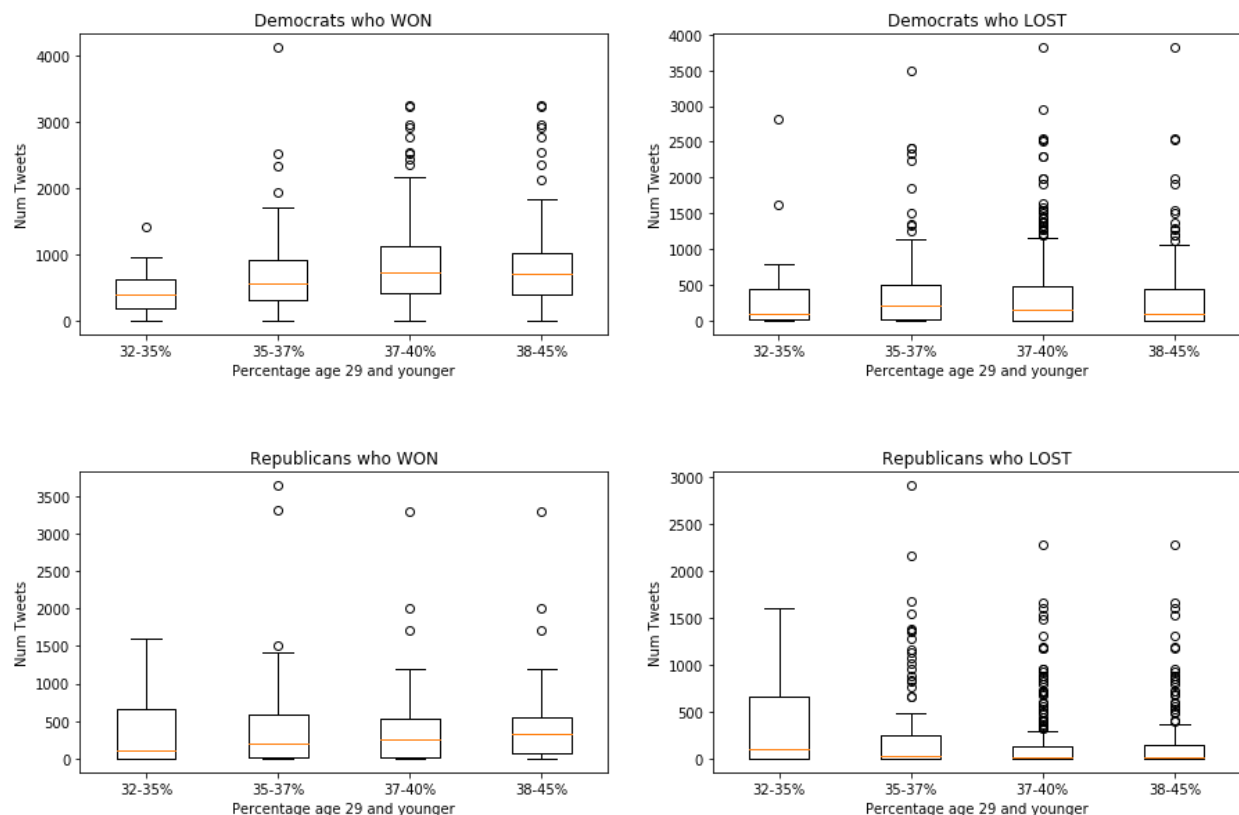 Democrats who WON
4000
3000
2000
1000
0
Num Tweets
32-35% 35-37% 37-40% 38-45%
Percentage age 29 and younger
Democrats who LOST
4000
3500
3000
2500
2000
1500
1000
500
0
Num Tweets
32-35% 35-37% 37-40% 38-45%
Percentage age 29 and younger
Republicans who WON
3500
3000
2500
2000
1500
1000
500
0
Num Tweets
32-35% 35-37% 37-40% 38-45%
Percentage age 29 and younger
Republicans who LOST
3000
2500
2000
1500
1000
500
0
Num Tweets
32-35% 35-37% 37-40% 38-45%
Percentage age 29 and younger